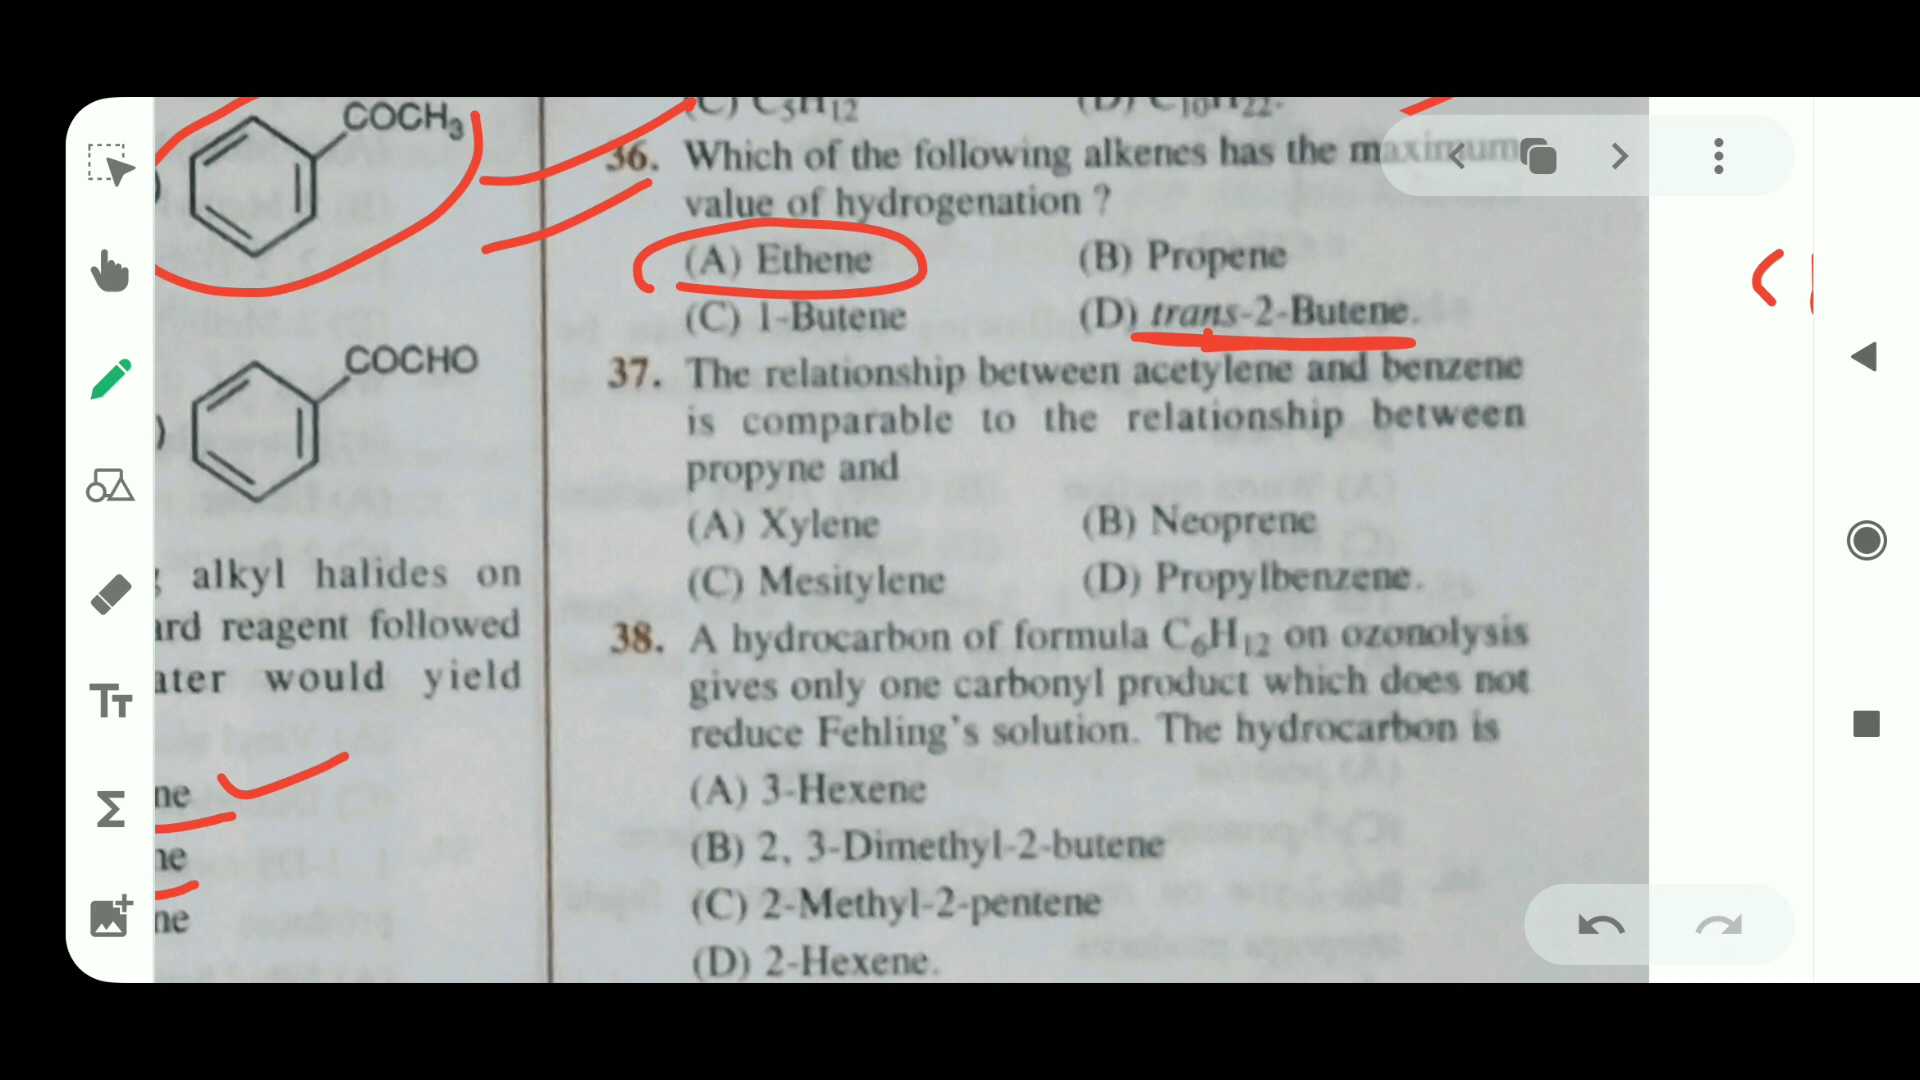 COCH3
COCHO
alkyl halides on
ard reagent followed
ater would yield
ne
ne
ne
(C) C5H12 (D) C10H22.
36. Which of the following alkenes has the maximum
value of hydrogenation ?
(A) Ethene (B) Propene
(C) 1-Butene (D) trans-2-Butene.
37. The relationship between acetylene and benzene
is comparable to the relationship between
propyne and
(A) Xylene (B) Neoprene
(C) Mesitylene (D) Propylbenzene.
38. A hydrocarbon of formula C6H12 on ozonolysis
gives only one carbonyl product which does not
reduce Fehling's solution. The hydrocarbon is
(A) 3-Hexene
(B) 2, 3-Dimethyl-2-butene
(C) 2-Methyl-2-pentene
(D) 2-Hexene.